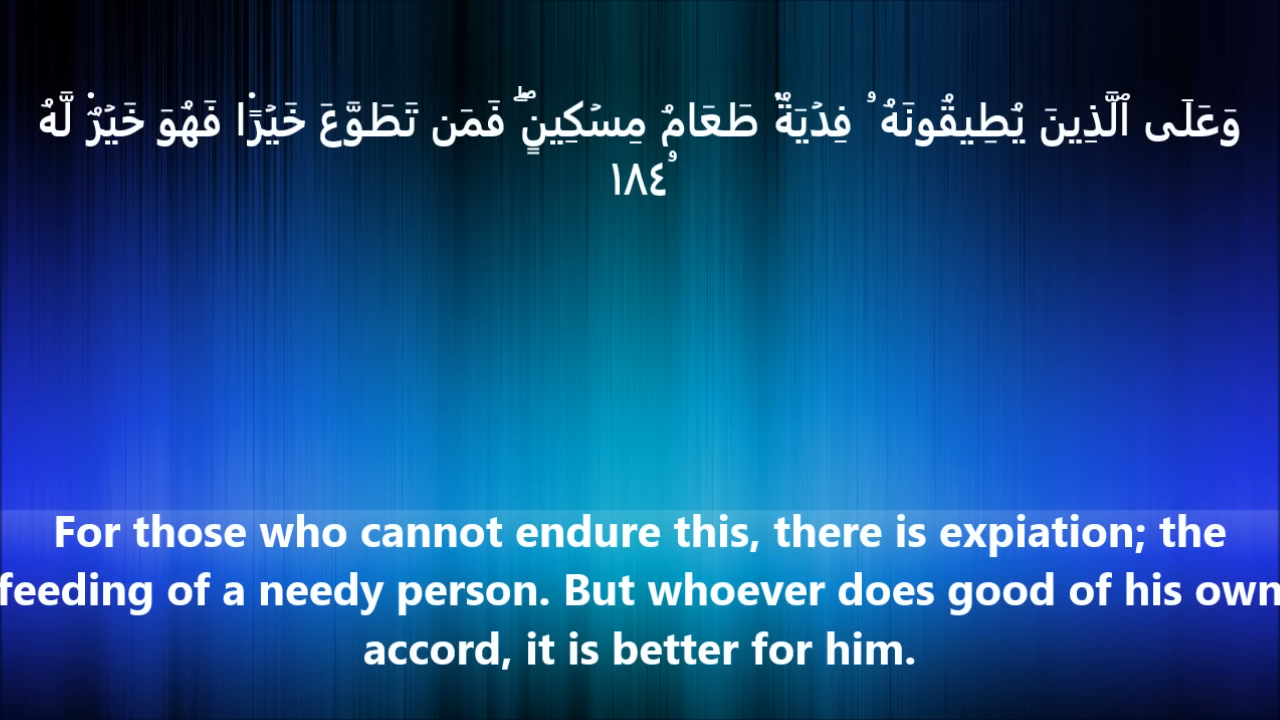 وَعَلَى ٱلَّذِينَ يُطِيقُونَهُۥ فِدۡيَةٞ طَعَامُ مِسۡكِينٖۖ فَمَن تَطَوَّعَ خَيۡرٗا فَهُوَ خَيۡرٞ لَّهُ
ۥ١٨٤
For those who cannot endure this, there is expiation; the
feeding of a needy person. But whoever does good of his own
accord, it is better for him.